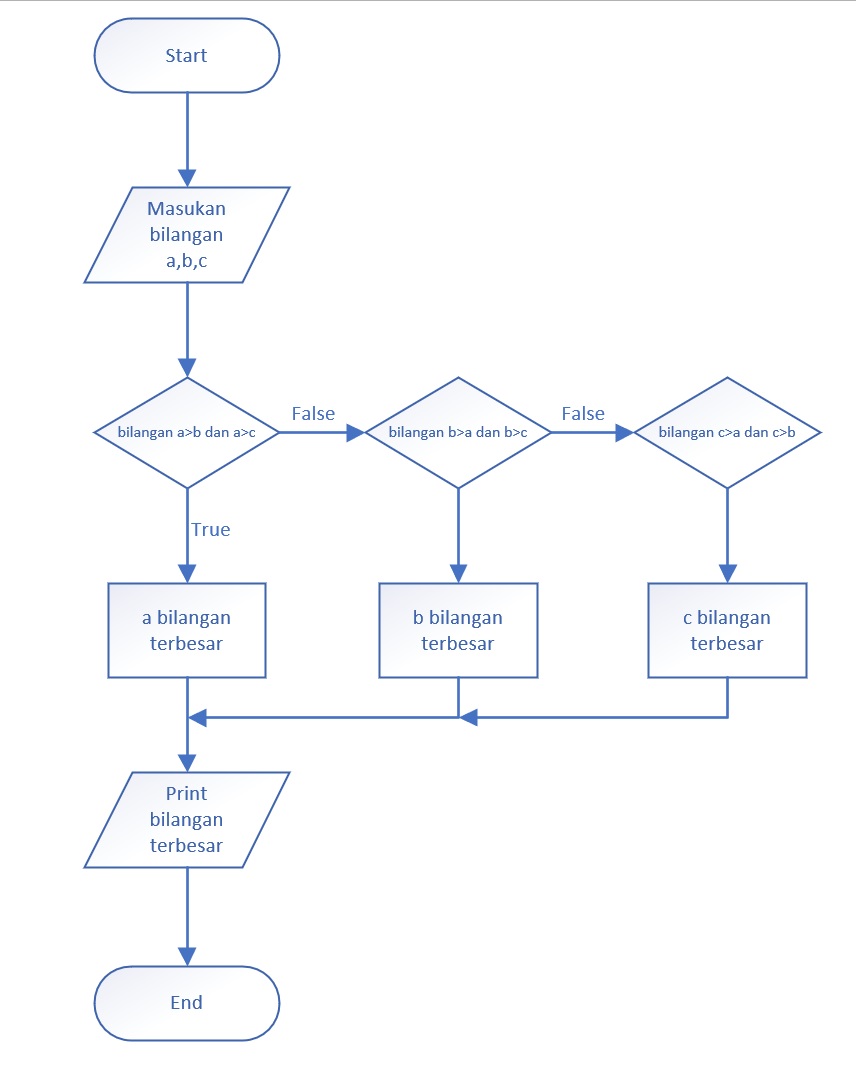 Start
Masukan
bilangan
a,b,c
bilangan a>b dan a>c
False
bilangan b>a dan b>c
False
bilangan c>a dan c>b
True
a bilangan
terbesar
b bilangan
terbesar
c bilangan
terbesar
Print
bilangan
terbesar
End